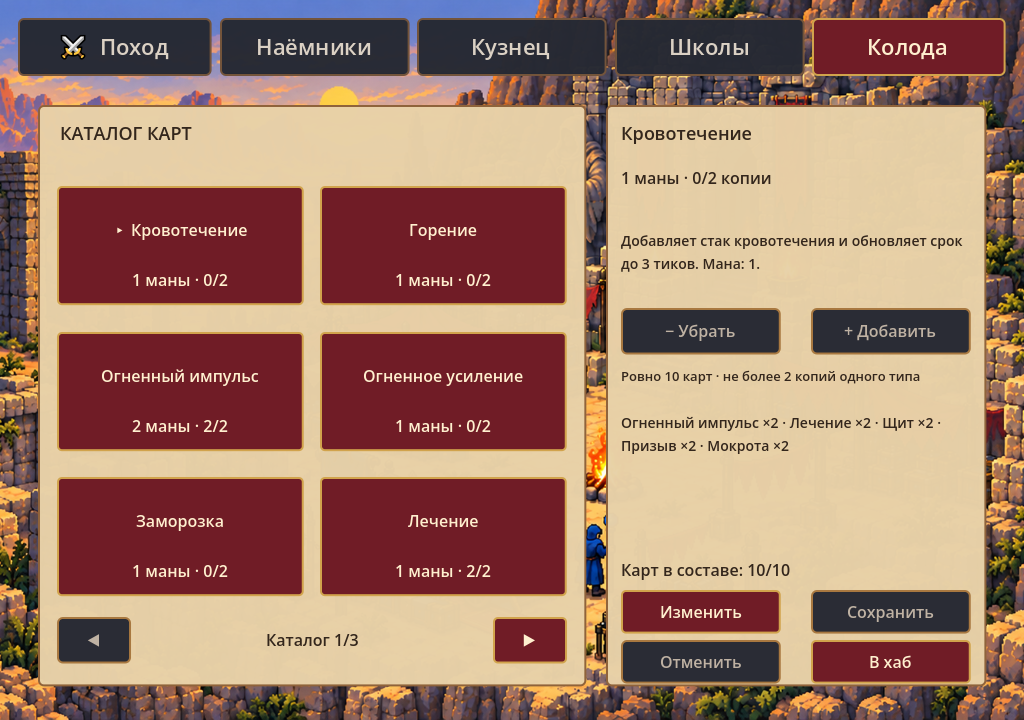 Поход
Наёмники
Кузнец
Школы
Колода
КАТАЛОГ КАРТ
‣ Кровотечение
1 маны · 0/2
Горение
1 маны · 0/2
Огненный импульс
2 маны · 2/2
Огненное усиление
1 маны · 0/2
Заморозка
1 маны · 0/2
Лечение
1 маны · 2/2
◀
Каталог 1/3
▶
Кровотечение
1 маны · 0/2 копии
Добавляет стак кровотечения и обновляет срок
до 3 тиков. Мана: 1.
− Убрать
+ Добавить
Ровно 10 карт · не более 2 копий одного типа
Огненный импульс ×2 · Лечение ×2 · Щит ×2 ·
Призыв ×2 · Мокрота ×2
Карт в составе: 10/10
Изменить
Сохранить
Отменить
В хаб